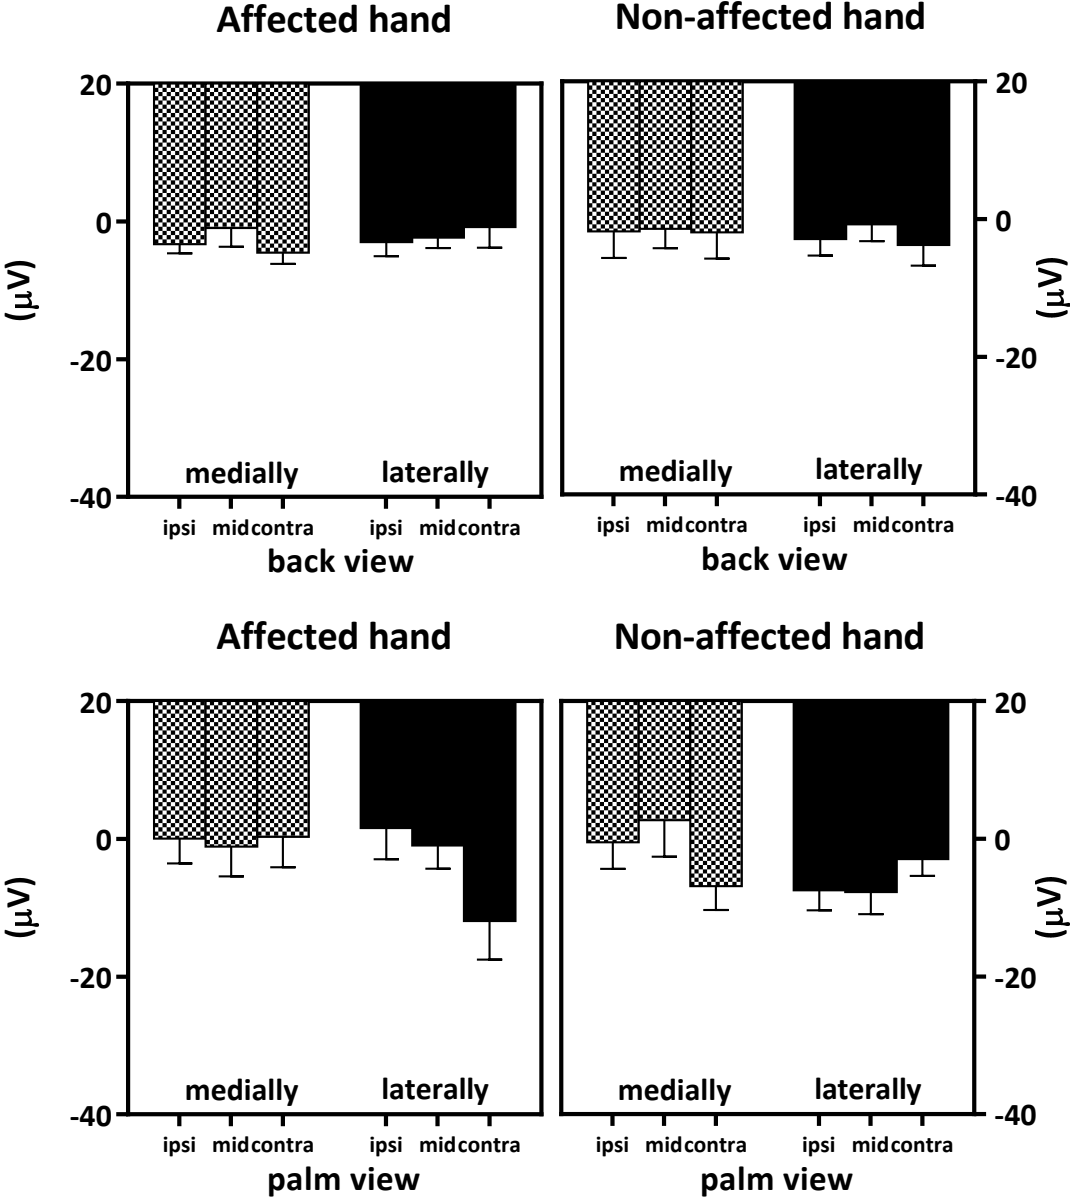 Affected hand Non-affected hand
20 20
0 0
(μV) (μV)
-20 -20
medially laterally medially laterally
-40 -40
ipsi mid contra ipsi mid contra ipsi mid contra ipsi mid contra
back view back view
Affected hand Non-affected hand
20 20
0 0
(μV) (μV)
-20 -20
medially laterally medially laterally
-40 -40
ipsi mid contra ipsi mid contra ipsi mid contra ipsi mid contra
palm view palm view